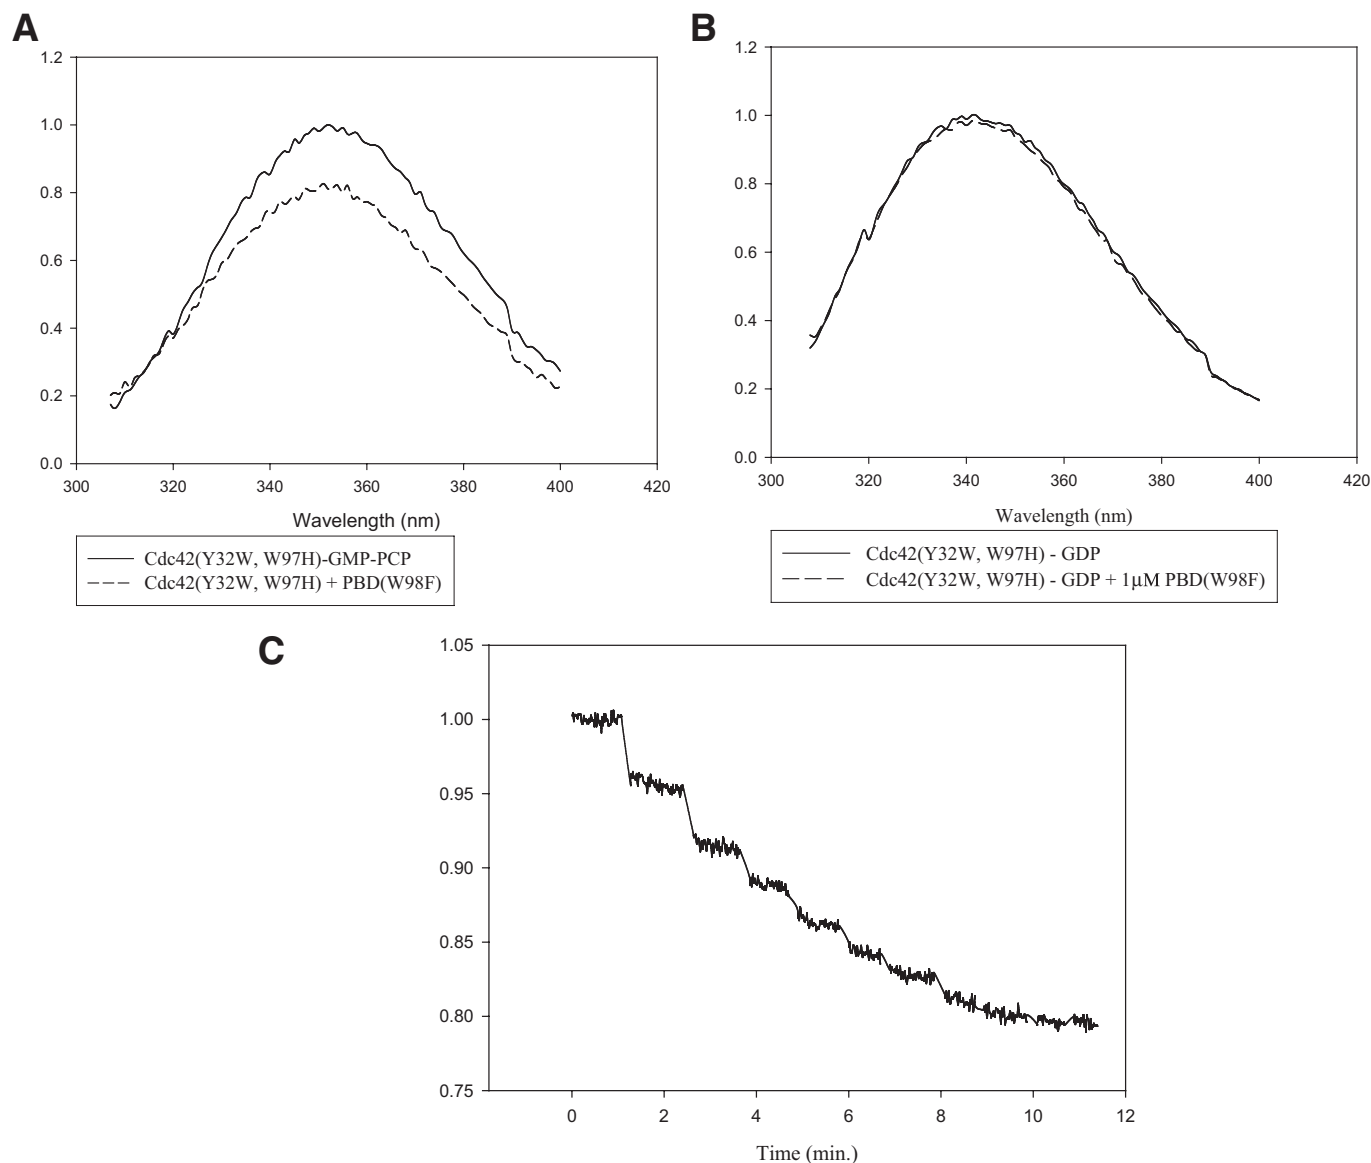 A
1.2
1.0
0.8
0.6
0.4
0.2
0.0
300 320 340 360 380 400 420
Wavelength (nm)
Cdc42(Y32W, W97H)-GMP-PCP
Cdc42(Y32W, W97H) + PBD(W98F)
B
1.2
1.0
0.8
0.6
0.4
0.2
0.0
300 320 340 360 380 400 420
Wavelength (nm)
Cdc42(Y32W, W97H) - GDP
Cdc42(Y32W, W97H) - GDP + 1µM PBD(W98F)
C
1.05
1.00
0.95
0.90
0.85
0.80
0.75
0 2 4 6 8 10 12
Time (min.)